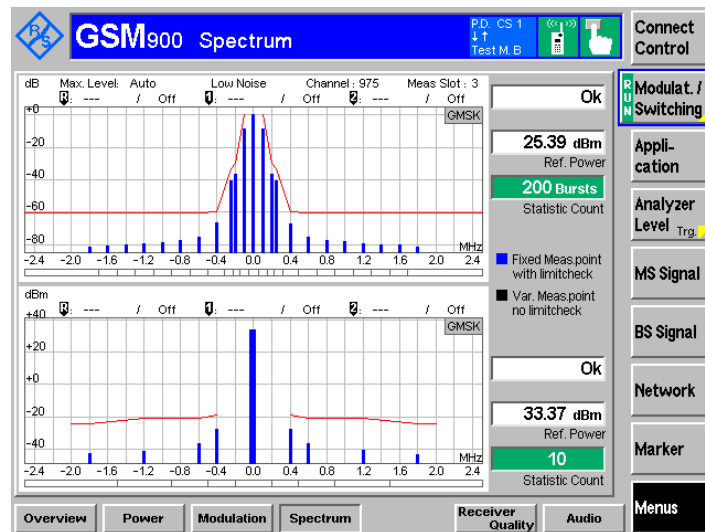 R&S
GSM900 Spectrum
P.D. CS 1
↓↑
Test M. B
Connect Control
dB Max. Level: Auto Low Noise Channel : 975 Meas Slot : 3
R: --- / Off 1: --- / Off 2: --- / Off
+0
GMSK
-20
-40
-60
-80
MHz
-2.4 -2.0 -1.6 -1.2 -0.8 -0.4 0.0 0.4 0.8 1.2 1.6 2.0 2.4
Ok
25.39 dBm
Ref. Power
200 Bursts
Statistic Count
Fixed Meas.point
with limitcheck
Var. Meas.point
no limitcheck
dBm
R: --- / Off 1: --- / Off 2: --- / Off
+40
GMSK
+20
+0
-20
-40
MHz
-2.4 -2.0 -1.6 -1.2 -0.8 -0.4 0.0 0.4 0.8 1.2 1.6 2.0 2.4
Ok
33.37 dBm
Ref. Power
10
Statistic Count
RUN
Modulat. /
Switching
Appli-
cation
Analyzer
Level Trg.
MS Signal
BS Signal
Network
Marker
Menus
Overview Power Modulation Spectrum Receiver Quality Audio